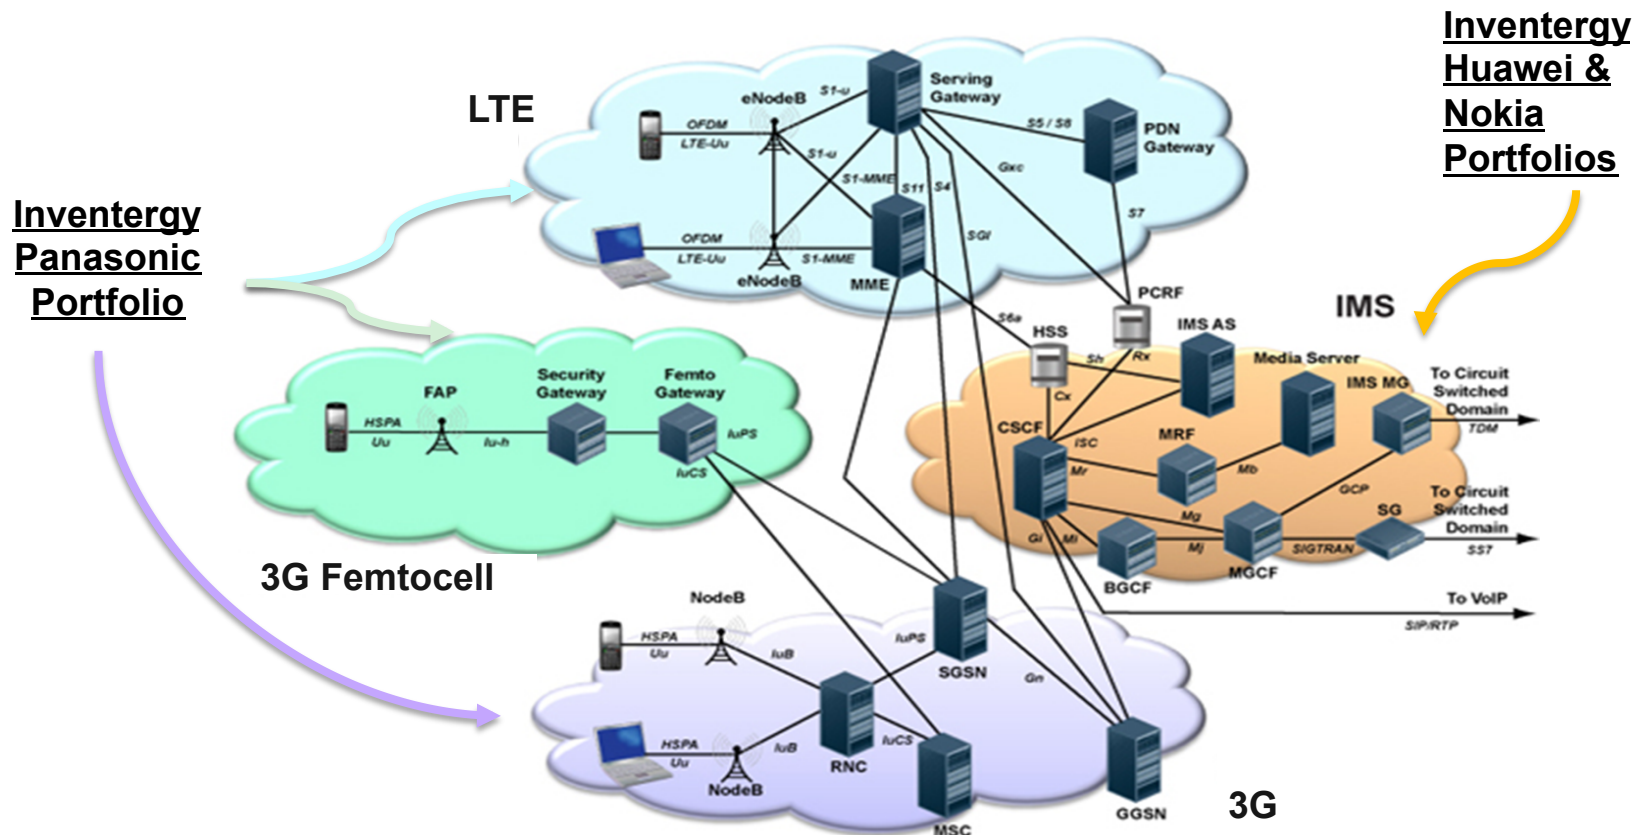 Inventergy
Huawei &
Nokia
Portfolios
Inventergy
Panasonic
Portfolio
LTE
eNodeB
S1-u
Serving
Gateway
OFDM
LTE-Uu
S1-u
S5 / S8
PDN
Gateway
Gxc
S1-MME
S11
S4
S7
SGi
OFDM
LTE-Uu
S1-MME
eNodeB
MME
PCRF
IMS
S6a
HSS
IMS AS
Sh
Rx
Media Server
Cx
IMS MG
To Circuit
Switched
Domain
TDM
CSCF
ISC
MRF
Mr
Mb
GCP
Mg
SG
To Circuit
Switched
Domain
Gi
Mi
Mj
SIGTRAN
SS7
BGCF
MGCF
To VoIP
SIP/RTP
FAP
Security
Gateway
Femto
Gateway
HSPA
Uu
Iu-h
IuPS
IuCS
3G Femtocell
NodeB
HSPA
Uu
IuB
IuPS
SGSN
Gn
HSPA
Uu
IuB
IuCS
RNC
NodeB
MSC
GGSN
3G